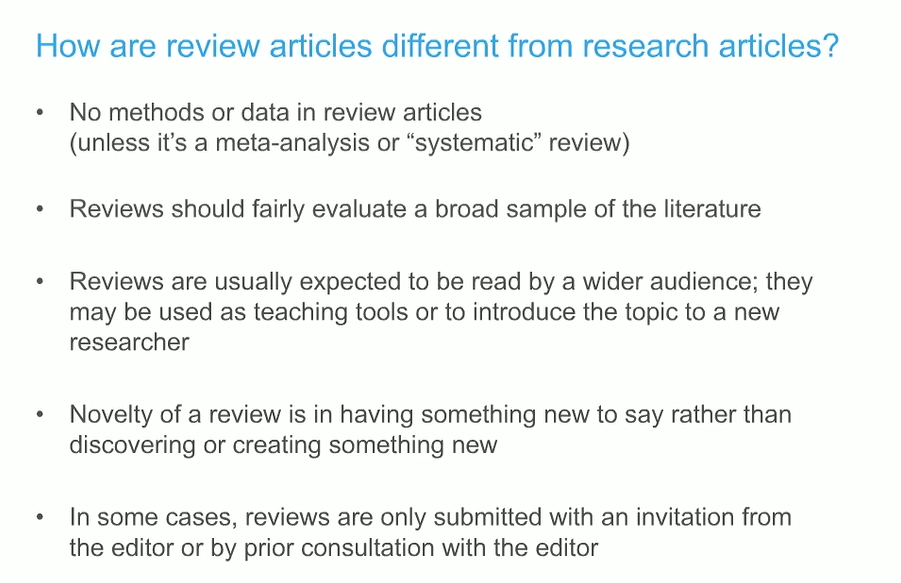 How are review articles different from research articles?
• No methods or data in review articles
(unless it’s a meta-analysis or “systematic” review)
• Reviews should fairly evaluate a broad sample of the literature
• Reviews are usually expected to be read by a wider audience; they
may be used as teaching tools or to introduce the topic to a new
researcher
• Novelty of a review is in having something new to say rather than
discovering or creating something new
• In some cases, reviews are only submitted with an invitation from
the editor or by prior consultation with the editor